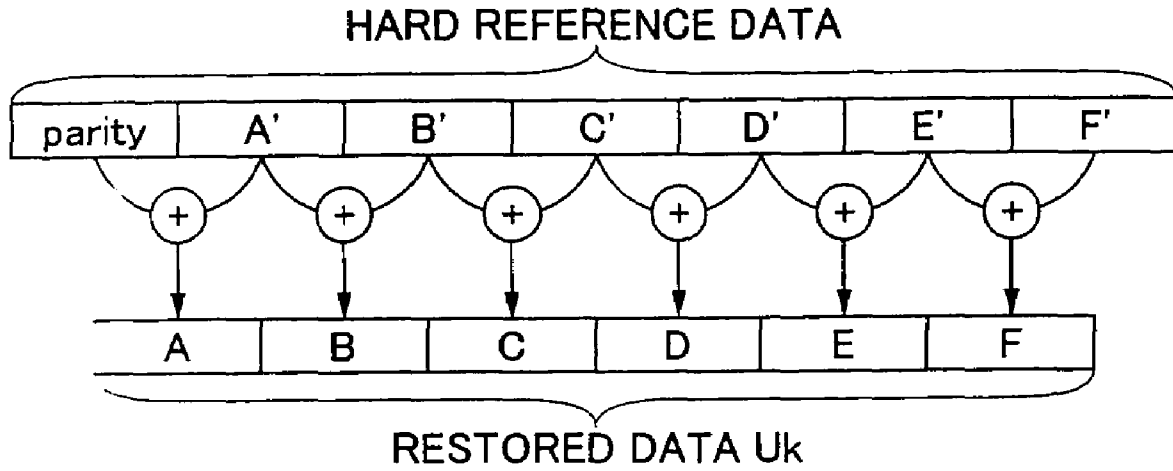 HARD REFERENCE DATA
parity A' B' C' D' E' F'
+ + + + + +
A B C D E F
RESTORED DATA Uk